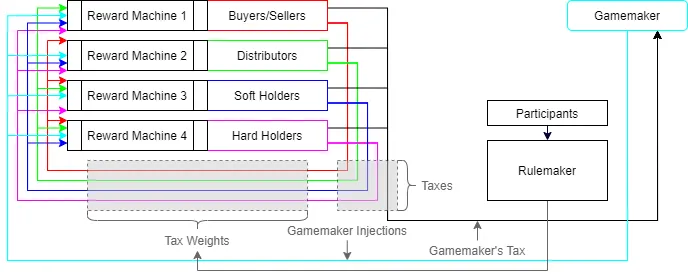 Reward Machine 1 Buyers/Sellers
Gamemaker
Reward Machine 2 Distributors
Reward Machine 3 Soft Holders
Participants
Reward Machine 4 Hard Holders
Rulemaker
Taxes
Tax Weights
Gamemaker Injections
Gamemaker's Tax